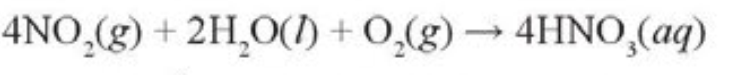 4NO₂(g) + 2H₂O(l) + O₂(g) → 4HNO₃(aq)